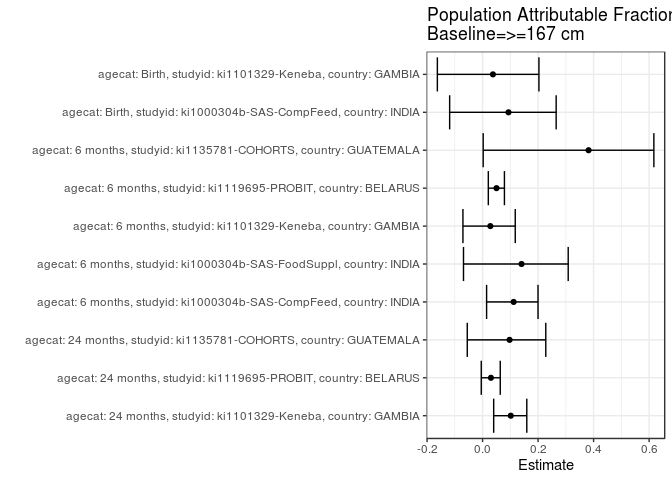 Population Attributable Fraction
Baseline=>=167 cm
agecat: Birth, studyid: ki1101329-Keneba, country: GAMBIA
agecat: Birth, studyid: ki1000304b-SAS-CompFeed, country: INDIA
agecat: 6 months, studyid: ki1135781-COHORTS, country: GUATEMALA
agecat: 6 months, studyid: ki1119695-PROBIT, country: BELARUS
agecat: 6 months, studyid: ki1101329-Keneba, country: GAMBIA
agecat: 6 months, studyid: ki1000304b-SAS-FoodSuppl, country: INDIA
agecat: 6 months, studyid: ki1000304b-SAS-CompFeed, country: INDIA
agecat: 24 months, studyid: ki1135781-COHORTS, country: GUATEMALA
agecat: 24 months, studyid: ki1119695-PROBIT, country: BELARUS
agecat: 24 months, studyid: ki1101329-Keneba, country: GAMBIA
-0.2 0.0 0.2 0.4 0.6
Estimate